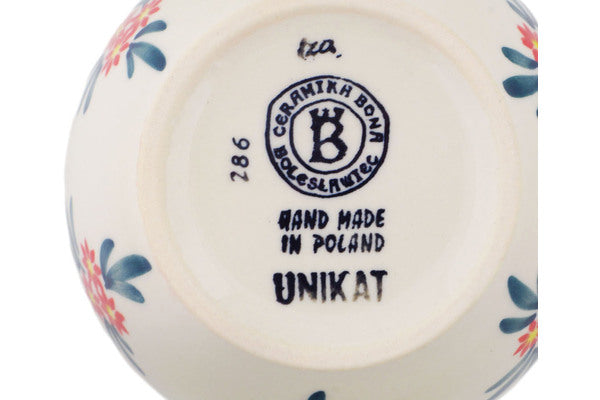 iza.
CERAMIKA BONA
B
BOLESŁAWIEC
286
HAND MADE
IN POLAND
UNIKAT